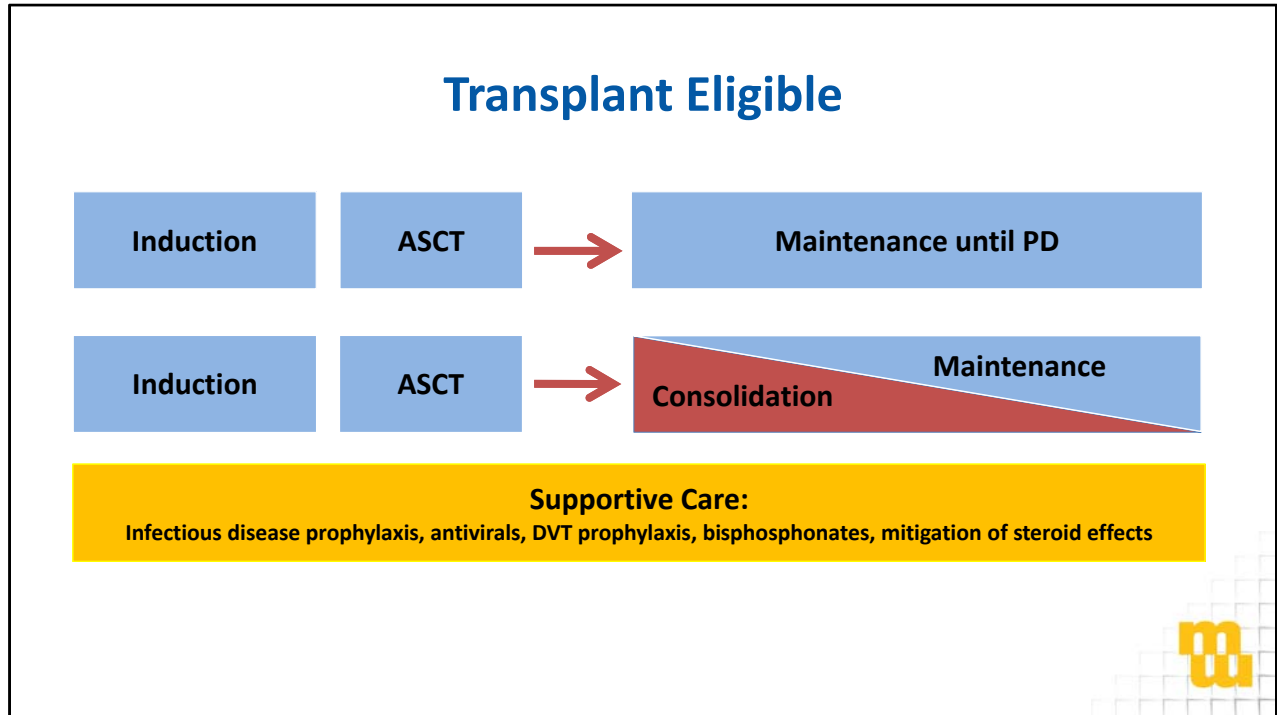 Transplant Eligible
Induction
ASCT
Maintenance until PD
Induction
ASCT
Consolidation
Maintenance
Supportive Care:
Infectious disease prophylaxis, antivirals, DVT prophylaxis, bisphosphonates, mitigation of steroid effects